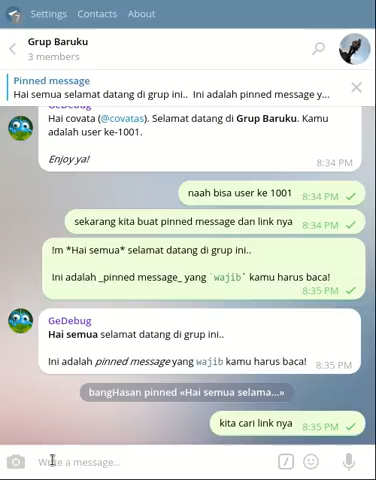 Settings Contacts About
Grup Baruku
3 members
Pinned message
Hai semua selamat datang di grup ini.. Ini adalah pinned message y...
GeDebug
Hai covata (@covatas). Selamat datang di Grup Baruku. Kamu
adalah user ke-1001.
Enjoy ya!
8:34 PM
naah bisa user ke 1001 8:34 PM
sekarang kita buat pinned message dan link nya 8:34 PM
!m *Hai semua* selamat datang di grup ini..
Ini adalah _pinned message_ yang `wajib` kamu harus baca!
8:35 PM
GeDebug
Hai semua selamat datang di grup ini..
Ini adalah pinned message yang wajib kamu harus baca! 8:35 PM
bangHasan pinned «Hai semua selama...»
kita cari link nya 8:35 PM
Write a message...